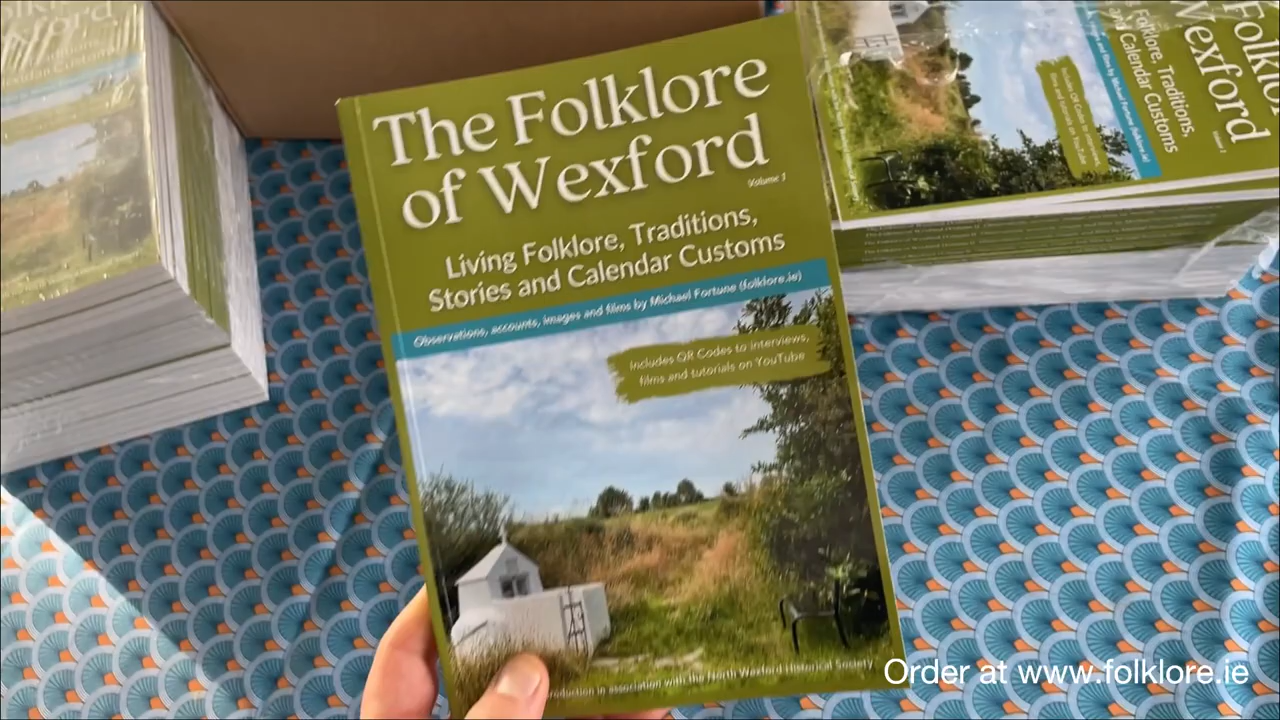 The Folklore
of Wexford
Volume 1
Living Folklore, Traditions,
Stories and Calendar Customs
Observations, accounts, images and films by Michael Fortune (folklore.ie)
Includes QR Codes to interviews,
films and tutorials on YouTube
in association with the North Wexford Historical Society
Order at www.folklore.ie
Folklore
Wexford
Folklore, Traditions,
and Calendar Customs